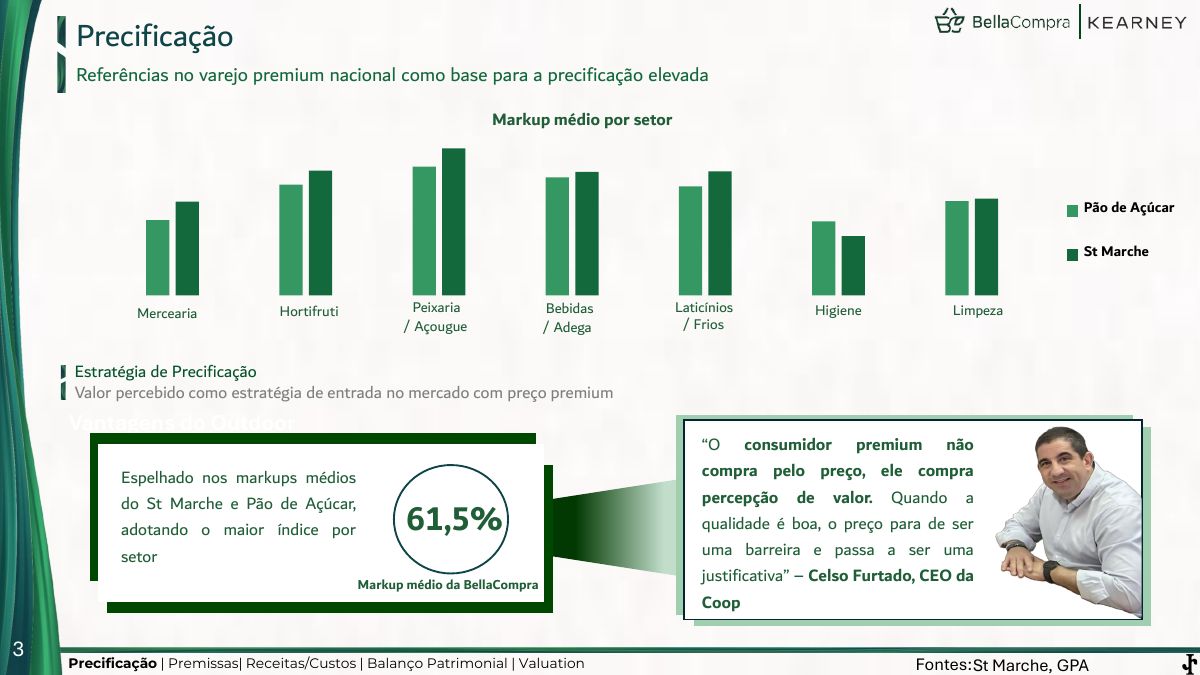 Precificação
BellaCompra
KEARNEY
Referências no varejo premium nacional como base para a precificação elevada
Markup médio por setor
Pão de Açúcar
St Marche
Mercearia
Hortifruti
Peixaria
/ Açougue
Bebidas
/ Adega
Laticínios
/ Frios
Higiene
Limpeza
Estratégia de Precificação
Valor percebido como estratégia de entrada no mercado com preço premium
Vantagens do Outdoor
Espelhado nos markups médios
do St Marche e Pão de Açúcar,
adotando o maior índice por
setor
61,5%
Markup médio da BellaCompra
“O consumidor premium não
compra pelo preço, ele compra
percepção de valor. Quando a
qualidade é boa, o preço para de ser
uma barreira e passa a ser uma
justificativa” – Celso Furtado, CEO da
Coop
3
Precificação | Premissas| Receitas/Custos | Balanço Patrimonial | Valuation
Fontes:St Marche, GPA